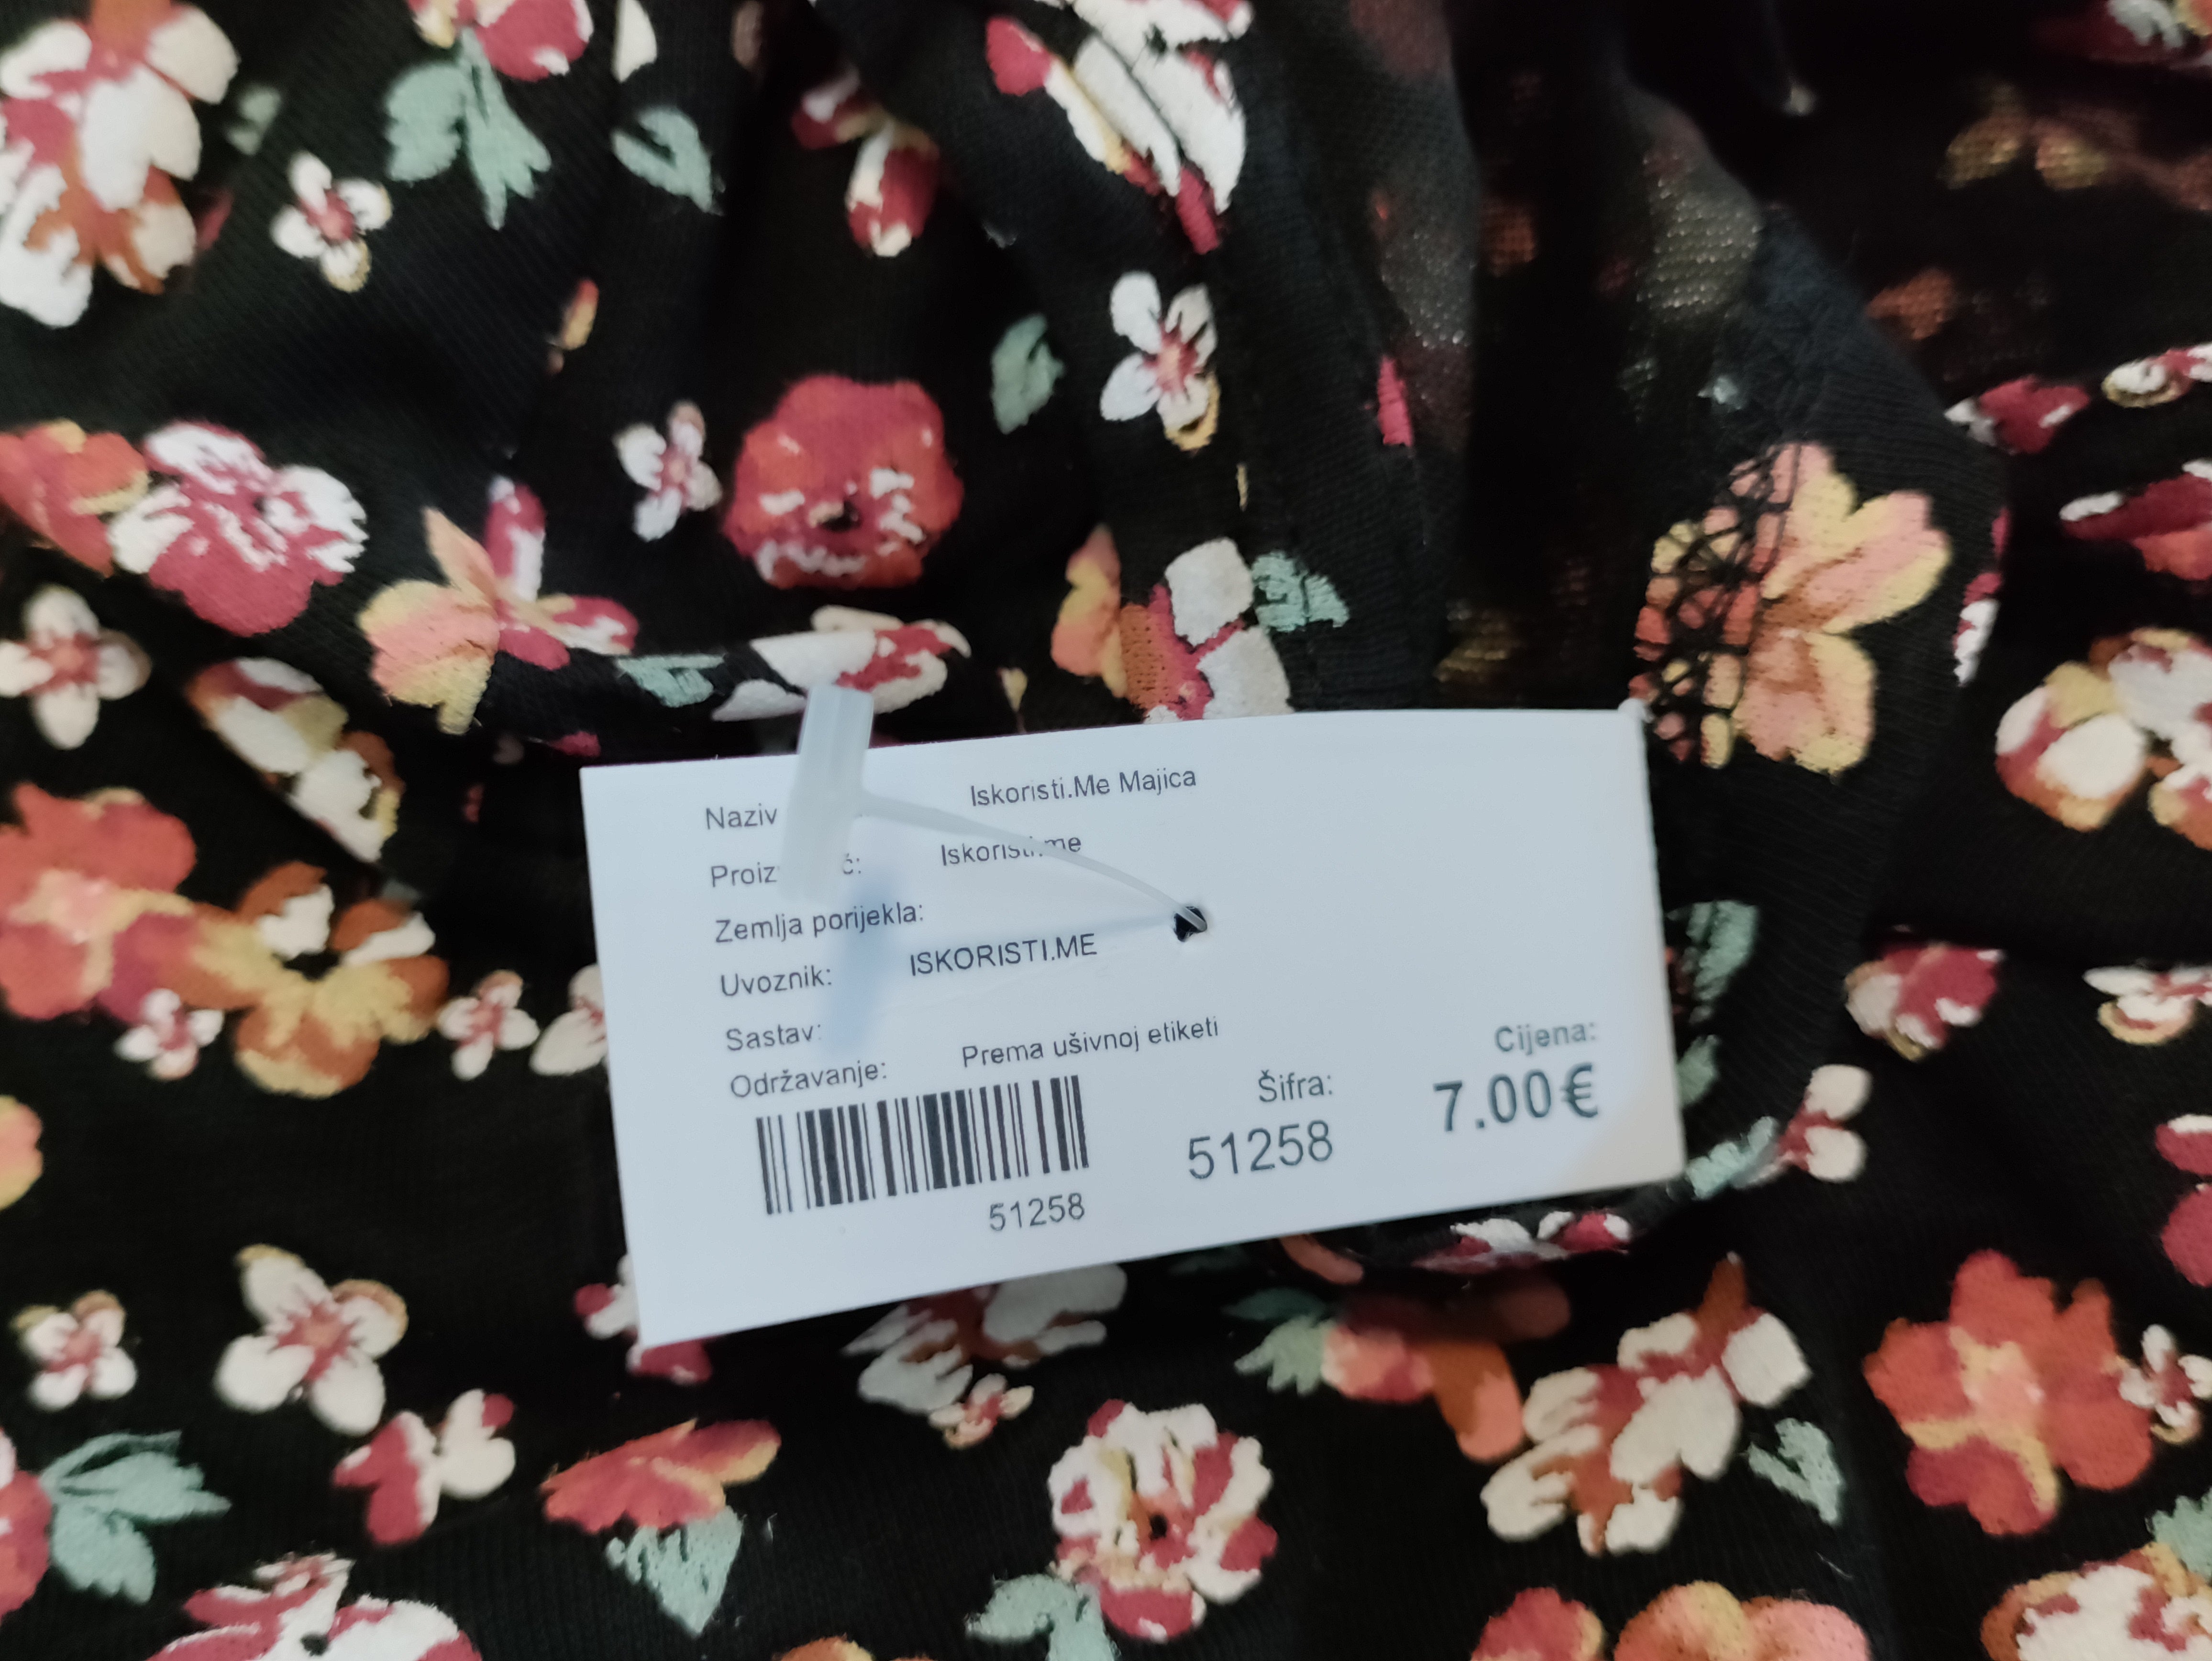 Naziv Iskoristi.Me Majica
Iskoristi.me
Zemlja porijekla:
Uvoznik: ISKORISTI.ME
Sastav:
Održavanje: Prema ušivnoj etiketi
51258
Šifra:
51258
Cijena:
7.00€